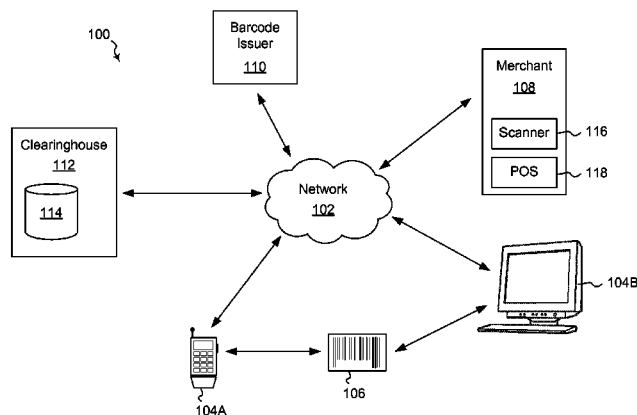 100
Barcode
Issuer
110
Merchant
108
Scanner
116
POS
118
Clearinghouse
112
114
Network
102
104B
104A
106